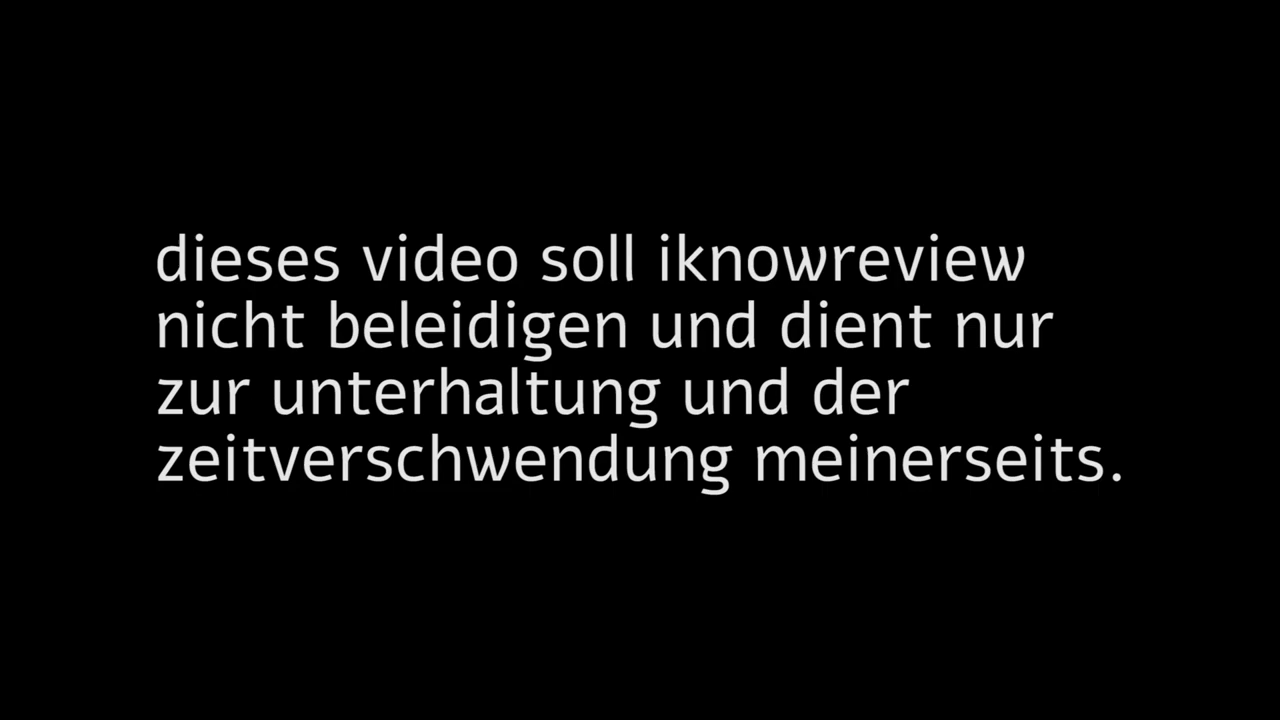 dieses video soll iknowreview
nicht beleidigen und dient nur
zur unterhaltung und der
zeitverschwendung meinerseits.